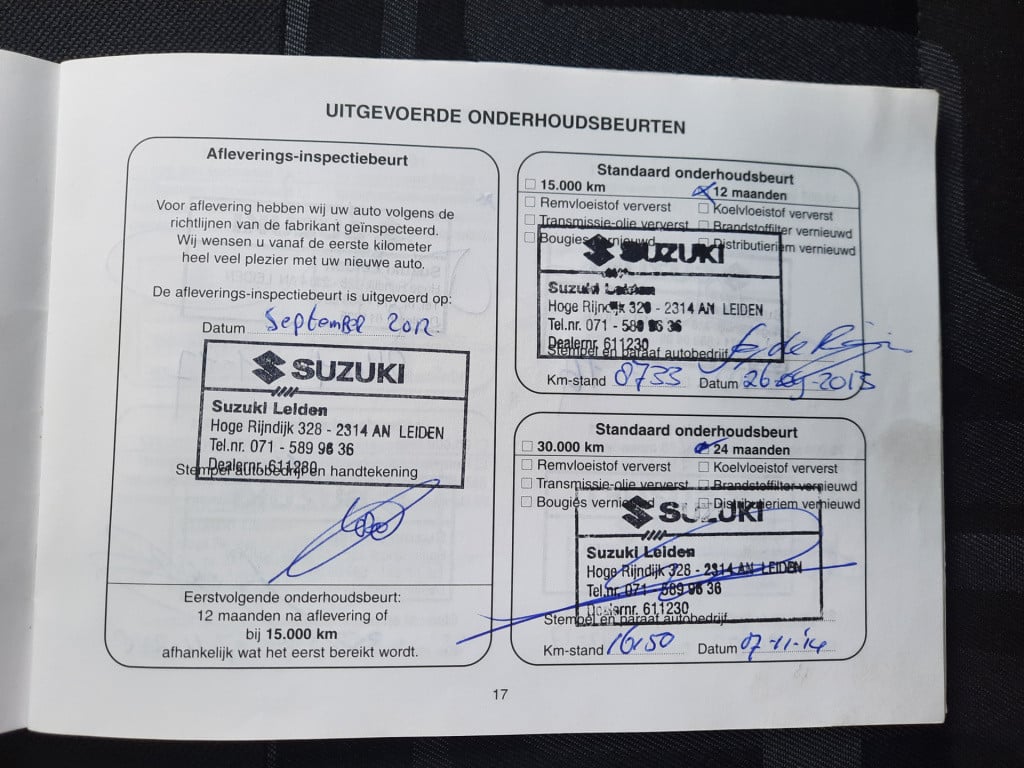 UITGEVOERDE ONDERHOUDSBEURTEN
Afleverings-inspectiebeurt
Voor aflevering hebben wij uw auto volgens de
richtlijnen van de fabrikant geïnspecteerd.
Wij wensen u vanaf de eerste kilometer
heel veel plezier met uw nieuwe auto.
De afleverings-inspectiebeurt is uitgevoerd op:
Datum September 2012
SUZUKI
Suzuki Leiden
Hoge Rijndijk 328 - 2314 AN LEIDEN
Tel.nr. 071 - 589 96 36
Dealernr. 611230
Stempel autobedrijf en handtekening
Eerstvolgende onderhoudsbeurt:
12 maanden na aflevering of
bij 15.000 km
afhankelijk wat het eerst bereikt wordt.
Standaard onderhoudsbeurt
15.000 km 12 maanden
Remvloeistof ververst Koelvloeistof ververst
Transmissie-olie ververst Brandstoffilter vernieuwd
Bougies vernieuwd Distributieriem vernieuwd
SUZUKI
Suzuki Leiden
Hoge Rijndijk 328 - 2314 AN LEIDEN
Tel.nr. 071 - 589 96 36
Dealernr. 611230
Stempel en paraaf autobedrijf
Km-stand 8733 Datum 26-09-2013
Standaard onderhoudsbeurt
30.000 km 24 maanden
Remvloeistof ververst Koelvloeistof ververst
Transmissie-olie ververst Brandstoffilter vernieuwd
Bougies vernieuwd Distributieriem vernieuwd
SUZUKI
Suzuki Leiden
Hoge Rijndijk 328 - 2314 AN LEIDEN
Tel.nr. 071 - 589 96 36
Dealernr. 611230
Stempel en paraaf autobedrijf
Km-stand 16150 Datum 07-11-'14
17